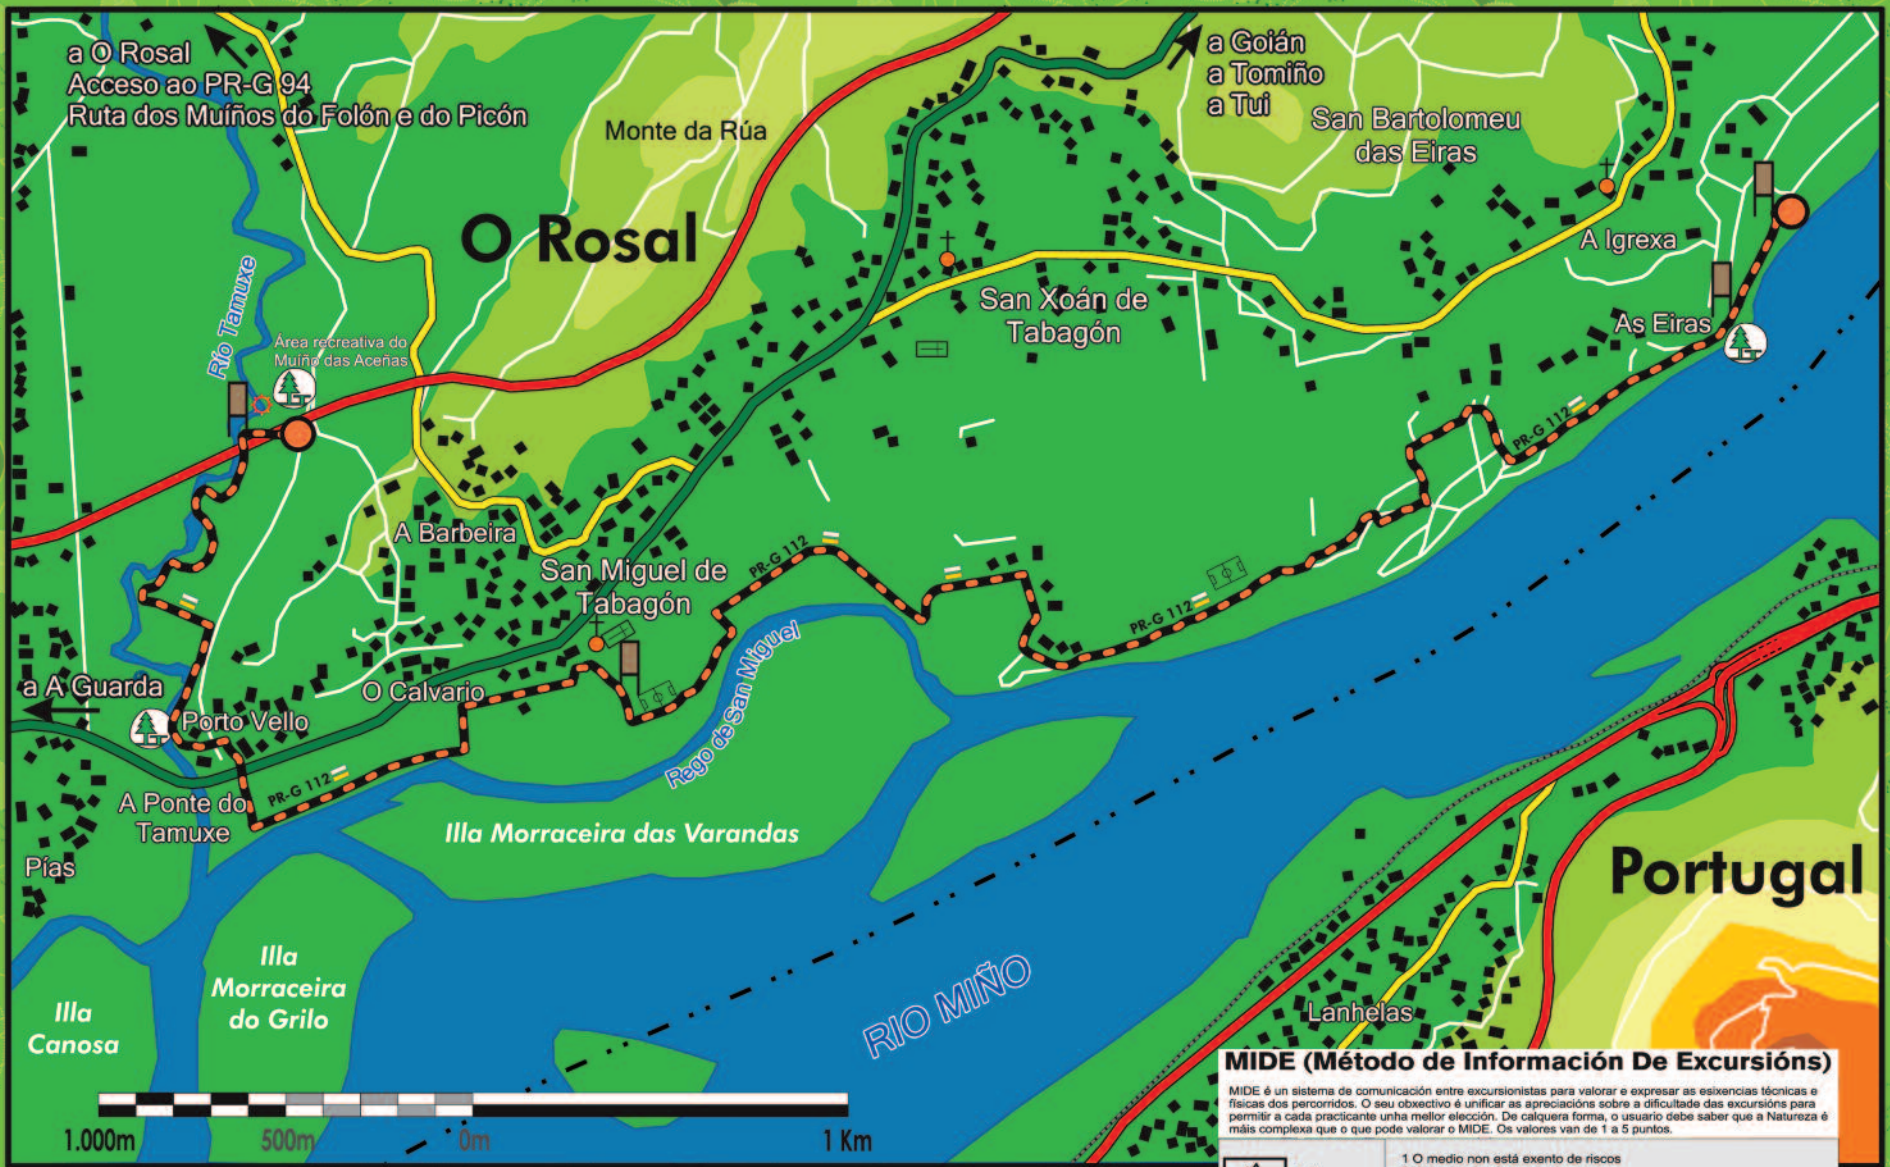 a O Rosal
Acceso ao PR-G 94
Ruta dos Muíños do Folón e do Picón
a Goián
a Tomiño
a Tui
San Bartolomeu
das Eiras
Monte da Rúa
O Rosal
A Igrexa
Río Tamuxe
San Xoán de
Tabagón
As Eiras
Área recreativa do
Muíño das Aceñas
PR-G 112
A Barbeira
PR-G 112
San Miguel de
Tabagón
PR-G 112
Rego de San Miguel
a A Guarda
O Calvario
Porto Vello
PR-G 112
A Ponte do
Tamuxe
Illa Morraceira das Varandas
Pías
Portugal
Illa
Morraceira
do Grilo
Illa
Canosa
RIO MIÑO
Lanhelas
1.000m
500m
0m
1 Km
MIDE (Método de Información De Excursións)
MIDE é un sistema de comunicación entre excursionistas para valorar e expresar as esixencias técnicas e
físicas dos percorridos. O seu obxectivo é unificar as apreciacións sobre a dificultade das excursións para
permitir a cada practicante unha mellor elección. De calquera forma, o usuario debe saber que a Natureza é
máis complexa que o que pode valorar o MIDE. Os valores van de 1 a 5 puntos.
1 O medio non está exento de riscos